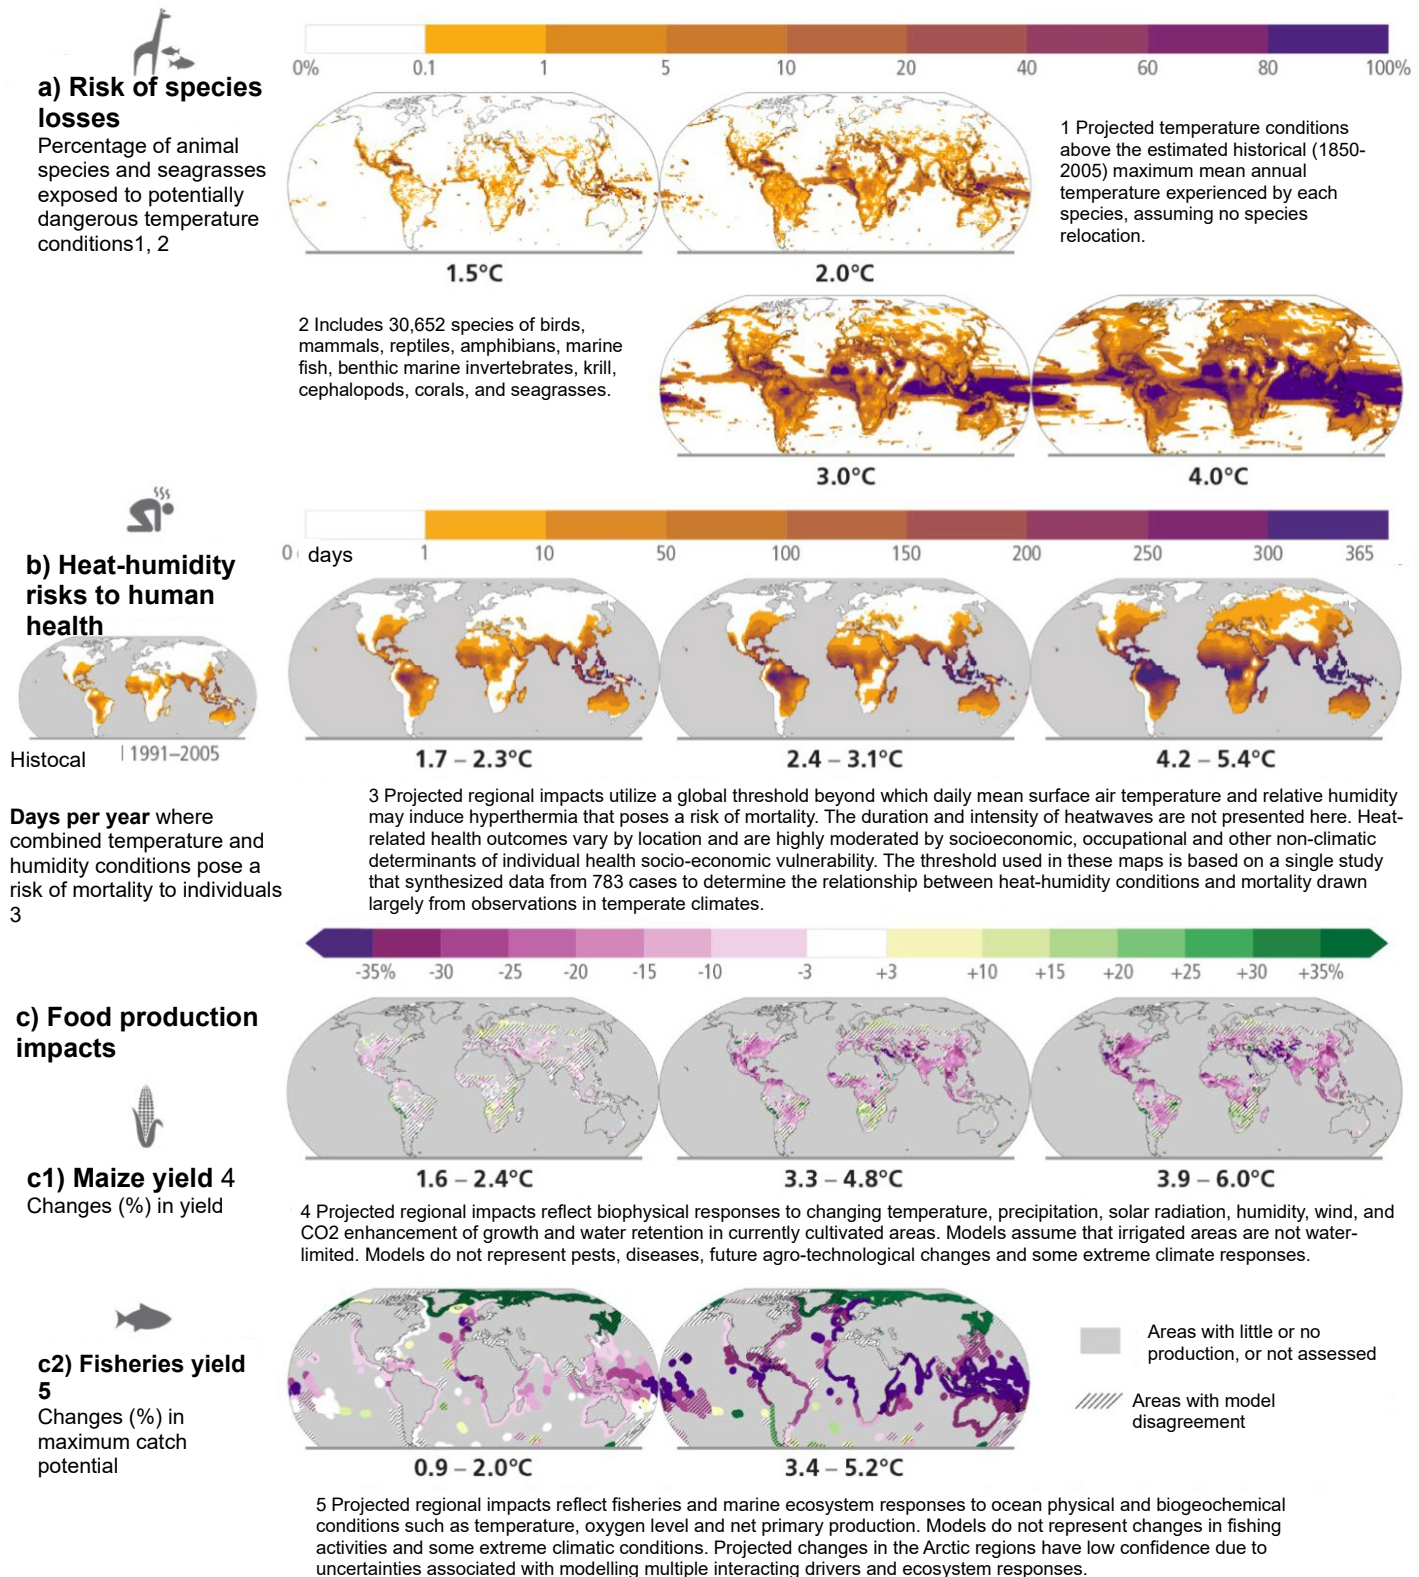 0%
0.1
1
5
10
20
40
60
80
100%
a) Risk of species
losses
Percentage of animal
species and seagrasses
exposed to potentially
dangerous temperature
conditions1, 2
1 Projected temperature conditions
above the estimated historical (1850-
2005) maximum mean annual
temperature experienced by each
species, assuming no species
relocation.
1.5°C
2.0°C
2 Includes 30,652 species of birds,
mammals, reptiles, amphibians, marine
fish, benthic marine invertebrates, krill,
cephalopods, corals, and seagrasses.
3.0°C
4.0°C
0 days
1
10
50
100
150
200
250
300
365
b) Heat-humidity
risks to human
health
Histocal
1991–2005
1.7 – 2.3°C
2.4 – 3.1°C
4.2 – 5.4°C
Days per year where
combined temperature and
humidity conditions pose a
risk of mortality to individuals
3
3 Projected regional impacts utilize a global threshold beyond which daily mean surface air temperature and relative humidity
may induce hyperthermia that poses a risk of mortality. The duration and intensity of heatwaves are not presented here. Heat-
related health outcomes vary by location and are highly moderated by socioeconomic, occupational and other non-climatic
determinants of individual health socio-economic vulnerability. The threshold used in these maps is based on a single study
that synthesized data from 783 cases to determine the relationship between heat-humidity conditions and mortality drawn
largely from observations in temperate climates.
-35%
-30
-25
-20
-15
-10
-3
+3
+10
+15
+20
+25
+30
+35%
c) Food production
impacts
c1) Maize yield 4
Changes (%) in yield
1.6 – 2.4°C
3.3 – 4.8°C
3.9 – 6.0°C
4 Projected regional impacts reflect biophysical responses to changing temperature, precipitation, solar radiation, humidity, wind, and
CO2 enhancement of growth and water retention in currently cultivated areas. Models assume that irrigated areas are not water-
limited. Models do not represent pests, diseases, future agro-technological changes and some extreme climate responses.
c2) Fisheries yield
5
Changes (%) in
maximum catch
potential
0.9 – 2.0°C
3.4 – 5.2°C
Areas with little or no
production, or not assessed
Areas with model
disagreement
5 Projected regional impacts reflect fisheries and marine ecosystem responses to ocean physical and biogeochemical
conditions such as temperature, oxygen level and net primary production. Models do not represent changes in fishing
activities and some extreme climatic conditions. Projected changes in the Arctic regions have low confidence due to
uncertainties associated with modelling multiple interacting drivers and ecosystem responses.